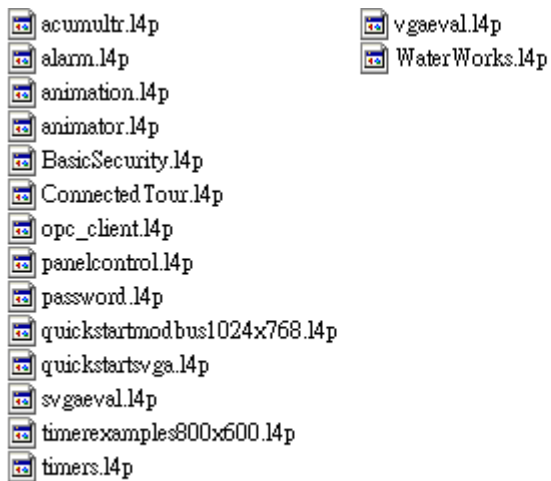 acumultr.l4p
alarm.l4p
animation.l4p
animator.l4p
BasicSecurity.l4p
ConnectedTour.l4p
opc_client.l4p
panelcontrol.l4p
password.l4p
quickstartmodbus1024x768.l4p
quickstartsvga.l4p
svgaeval.l4p
timerexamples800x600.l4p
timers.l4p
vgaeval.l4p
WaterWorks.l4p